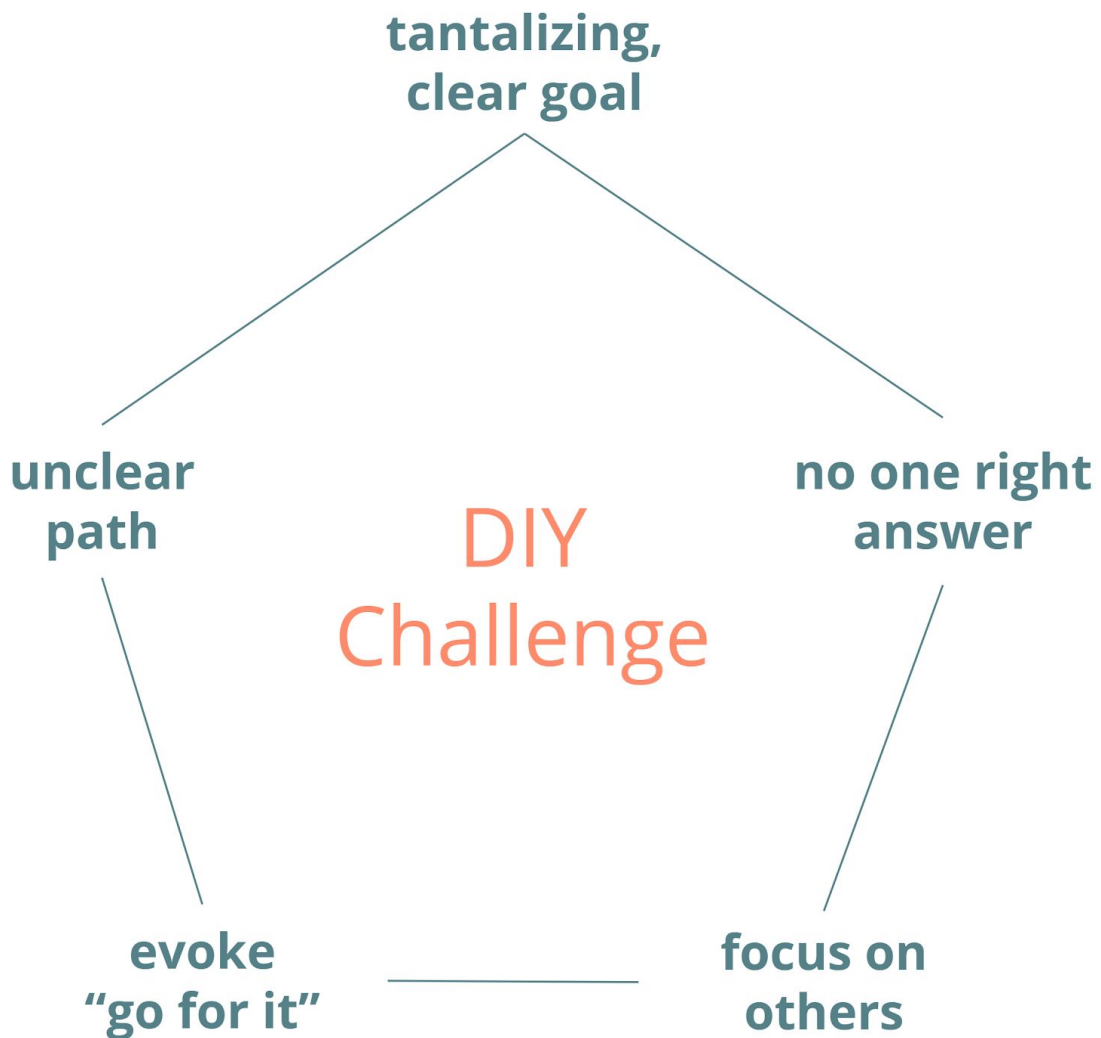 tantalizing,
clear goal
unclear
path
no one right
answer
DIY
Challenge
evoke
“go for it”
focus on
others